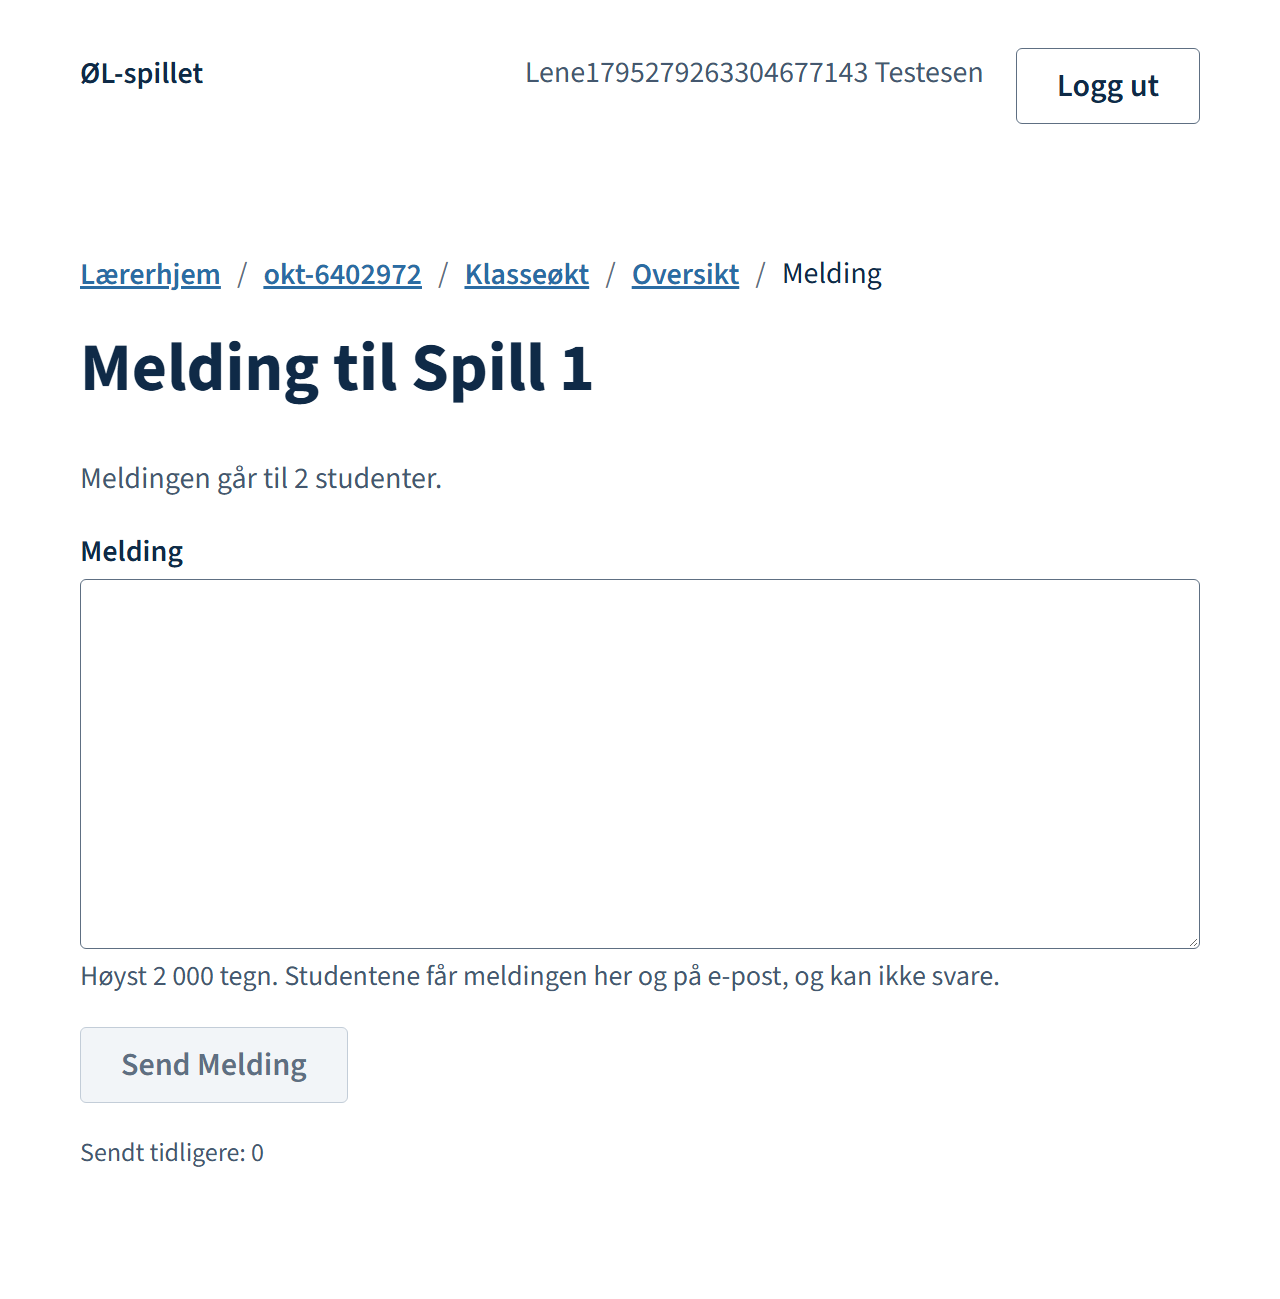 ØL-spillet
Lene1795279263304677143 Testesen
Logg ut
Lærerhjem / okt-6402972 / Klasseøkt / Oversikt / Melding
Melding til Spill 1
Meldingen går til 2 studenter.
Melding
Høyst 2 000 tegn. Studentene får meldingen her og på e-post, og kan ikke svare.
Send Melding
Sendt tidligere: 0